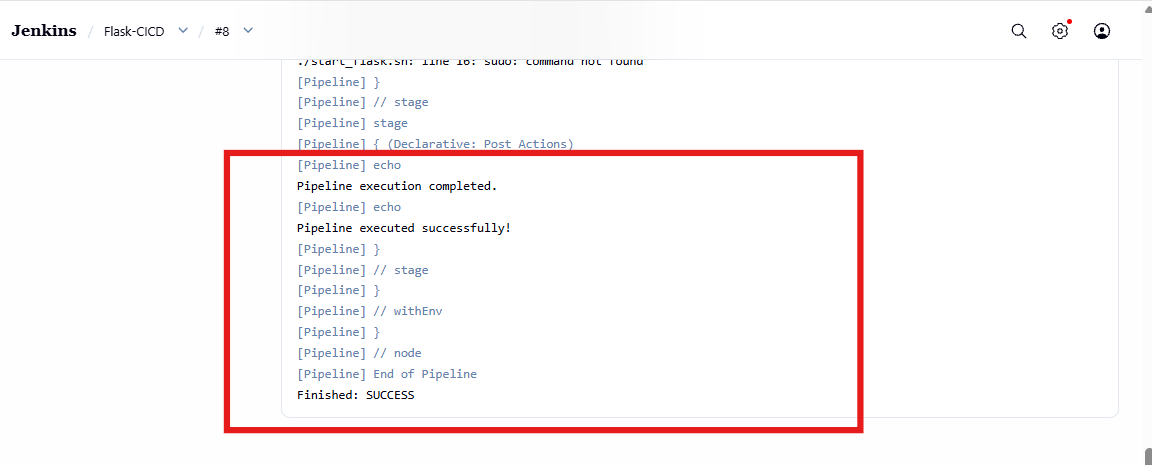 Jenkins / Flask-CICD / #8
./start_flask.sh: line 16: sudo: command not found
[Pipeline] }
[Pipeline] // stage
[Pipeline] stage
[Pipeline] { (Declarative: Post Actions)
[Pipeline] echo
Pipeline execution completed.
[Pipeline] echo
Pipeline executed successfully!
[Pipeline] }
[Pipeline] // stage
[Pipeline] }
[Pipeline] // withEnv
[Pipeline] }
[Pipeline] // node
[Pipeline] End of Pipeline
Finished: SUCCESS